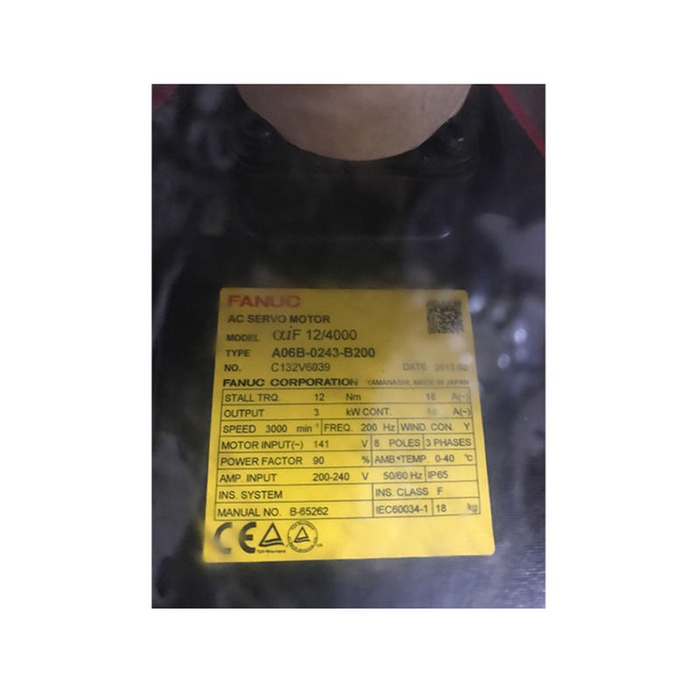 FANUC
AC SERVO MOTOR
MODEL αiF 12/4000
TYPE A06B-0243-B200
NO. C132V6039 DATE 2013.02
FANUC CORPORATION YAMANASHI, MADE IN JAPAN
STALL TRQ. 12 Nm 18 A(~)
OUTPUT 3 kW CONT. A(~)
SPEED 3000 min⁻¹ FREQ. 200 Hz WIND. CON. Y
MOTOR INPUT(~) 141 V 8 POLES 3 PHASES
POWER FACTOR 90 % AMB. TEMP. 0-40 ℃
AMP. INPUT 200-240 V 50/60 Hz IP65
INS. SYSTEM INS. CLASS F
MANUAL NO. B-65262 IEC60034-1 18 kg
CE